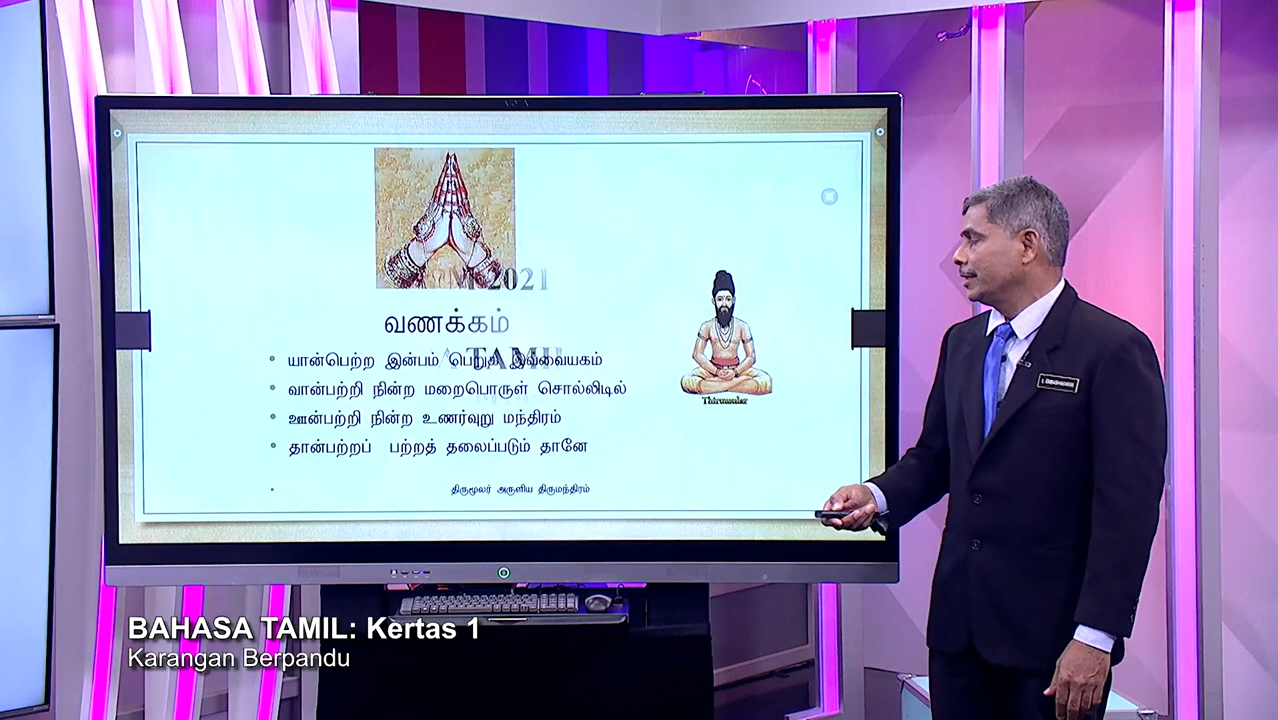 M 2021
வணக்கம்
TAMIL
யான்பெற்ற இன்பம் பெறுக இவ்வையகம்
வான்பற்றி நின்ற மறைபொருள் சொல்லிடில்
ஊன்பற்றி நின்ற உணர்வுறு மந்திரம்
தான்பற்றப் பற்றத் தலைப்படும் தானே
திருமூலர் அருளிய திருமந்திரம்
Thirumular
BAHASA TAMIL: Kertas 1
Karangan Berpandu